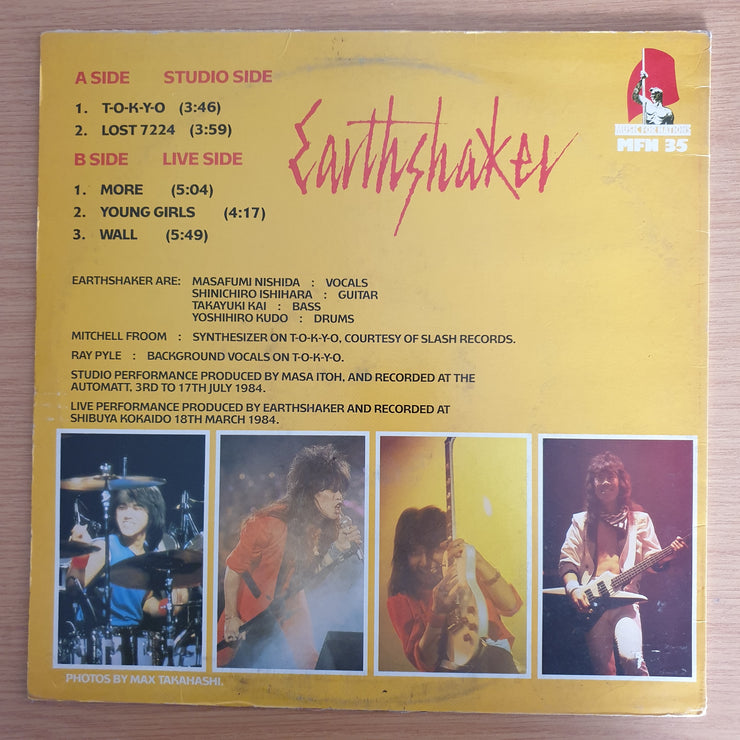 A SIDE STUDIO SIDE
1. T-O-K-Y-O (3:46)
2. LOST 7224 (3:59)
B SIDE LIVE SIDE
1. MORE (5:04)
2. YOUNG GIRLS (4:17)
3. WALL (5:49)
Earthshaker
MUSIC FOR NATIONS
MFN 35
EARTHSHAKER ARE: MASAFUMI NISHIDA : VOCALS
SHINICHIRO ISHIHARA : GUITAR
TAKAYUKI KAI : BASS
YOSHIHIRO KUDO : DRUMS
MITCHELL FROOM : SYNTHESIZER ON T-O-K-Y-O, COURTESY OF SLASH RECORDS.
RAY PYLE : BACKGROUND VOCALS ON T-O-K-Y-O.
STUDIO PERFORMANCE PRODUCED BY MASA ITOH, AND RECORDED AT THE
AUTOMATT, 3RD TO 17TH JULY 1984.
LIVE PERFORMANCE PRODUCED BY EARTHSHAKER AND RECORDED AT
SHIBUYA KOKAIDO 18TH MARCH 1984.
PHOTOS BY MAX TAKAHASHI.